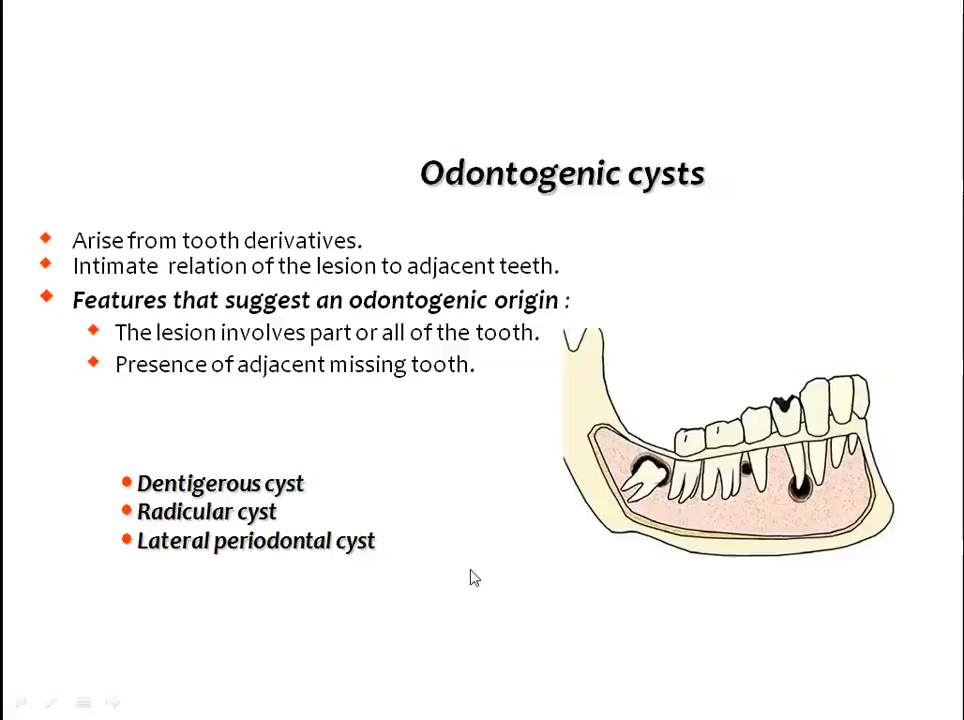 Odontogenic cysts
Arise from tooth derivatives.
Intimate relation of the lesion to adjacent teeth.
Features that suggest an odontogenic origin :
The lesion involves part or all of the tooth.
Presence of adjacent missing tooth.
Dentigerous cyst
Radicular cyst
Lateral periodontal cyst